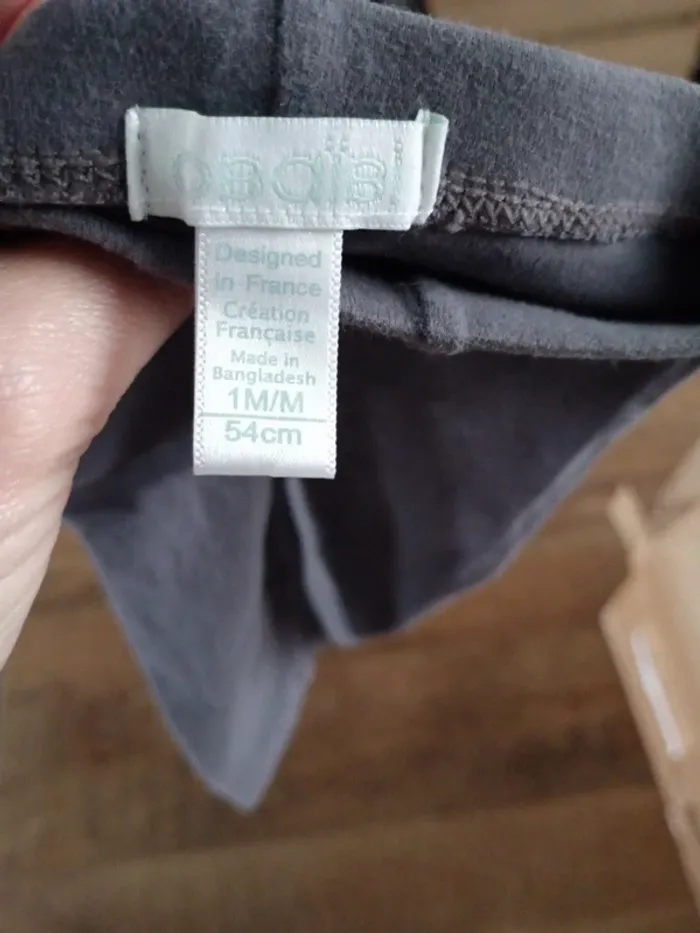 Designed
in France
Création
Française
Made in
Bangladesh
1M/M
54cm